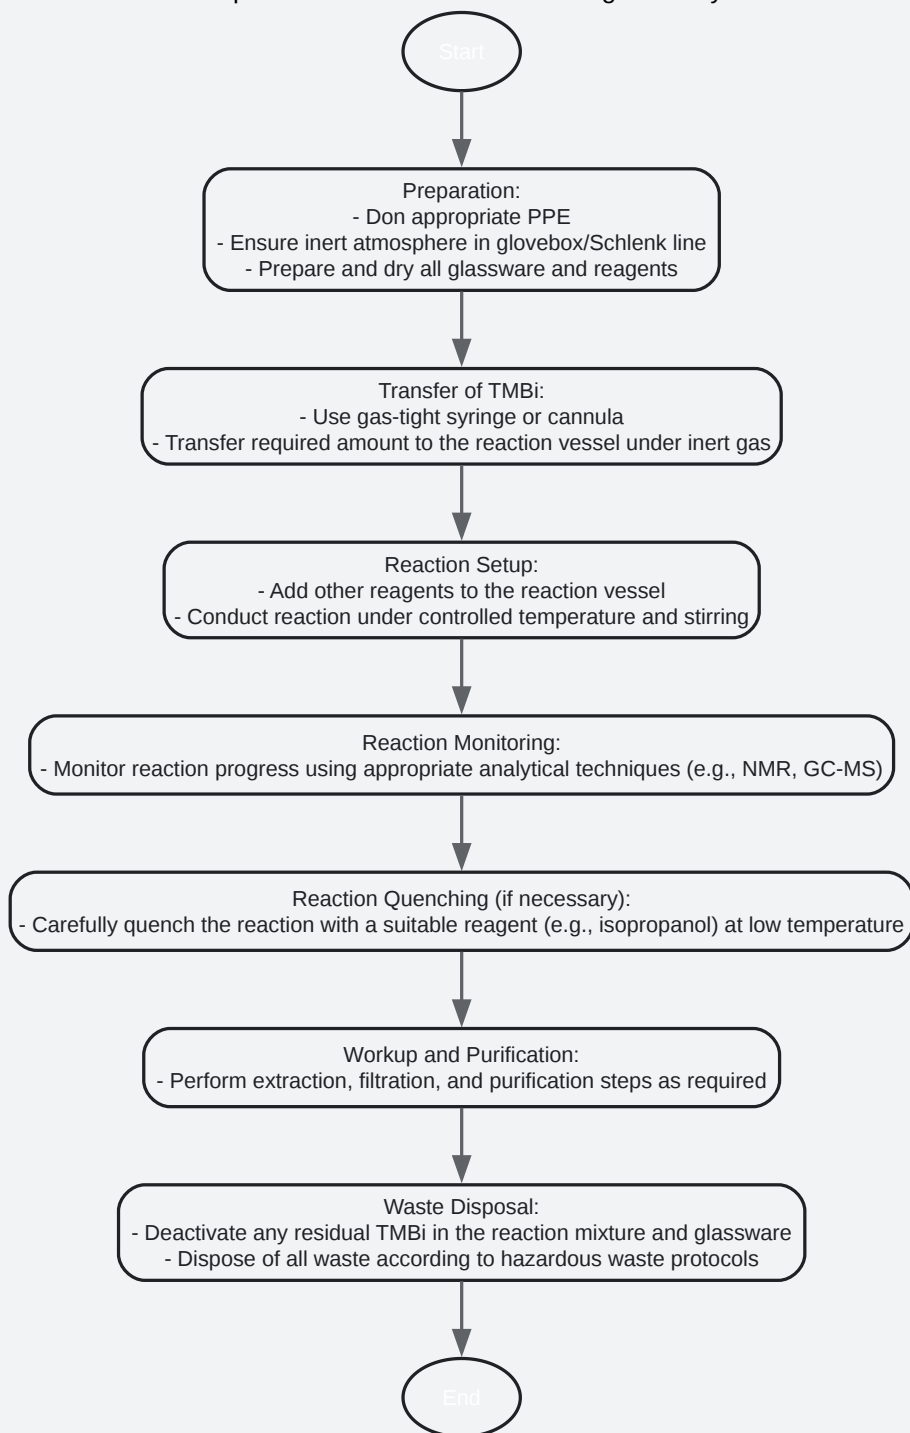 Start
Preparation:
- Don appropriate PPE
- Ensure inert atmosphere in glovebox/Schlenk line
- Prepare and dry all glassware and reagents
Transfer of TMBi:
- Use gas-tight syringe or cannula
- Transfer required amount to the reaction vessel under inert gas
Reaction Setup:
- Add other reagents to the reaction vessel
- Conduct reaction under controlled temperature and stirring
Reaction Monitoring:
- Monitor reaction progress using appropriate analytical techniques (e.g., NMR, GC-MS)
Reaction Quenching (if necessary):
- Carefully quench the reaction with a suitable reagent (e.g., isopropanol) at low temperature
Workup and Purification:
- Perform extraction, filtration, and purification steps as required
Waste Disposal:
- Deactivate any residual TMBi in the reaction mixture and glassware
- Dispose of all waste according to hazardous waste protocols
End